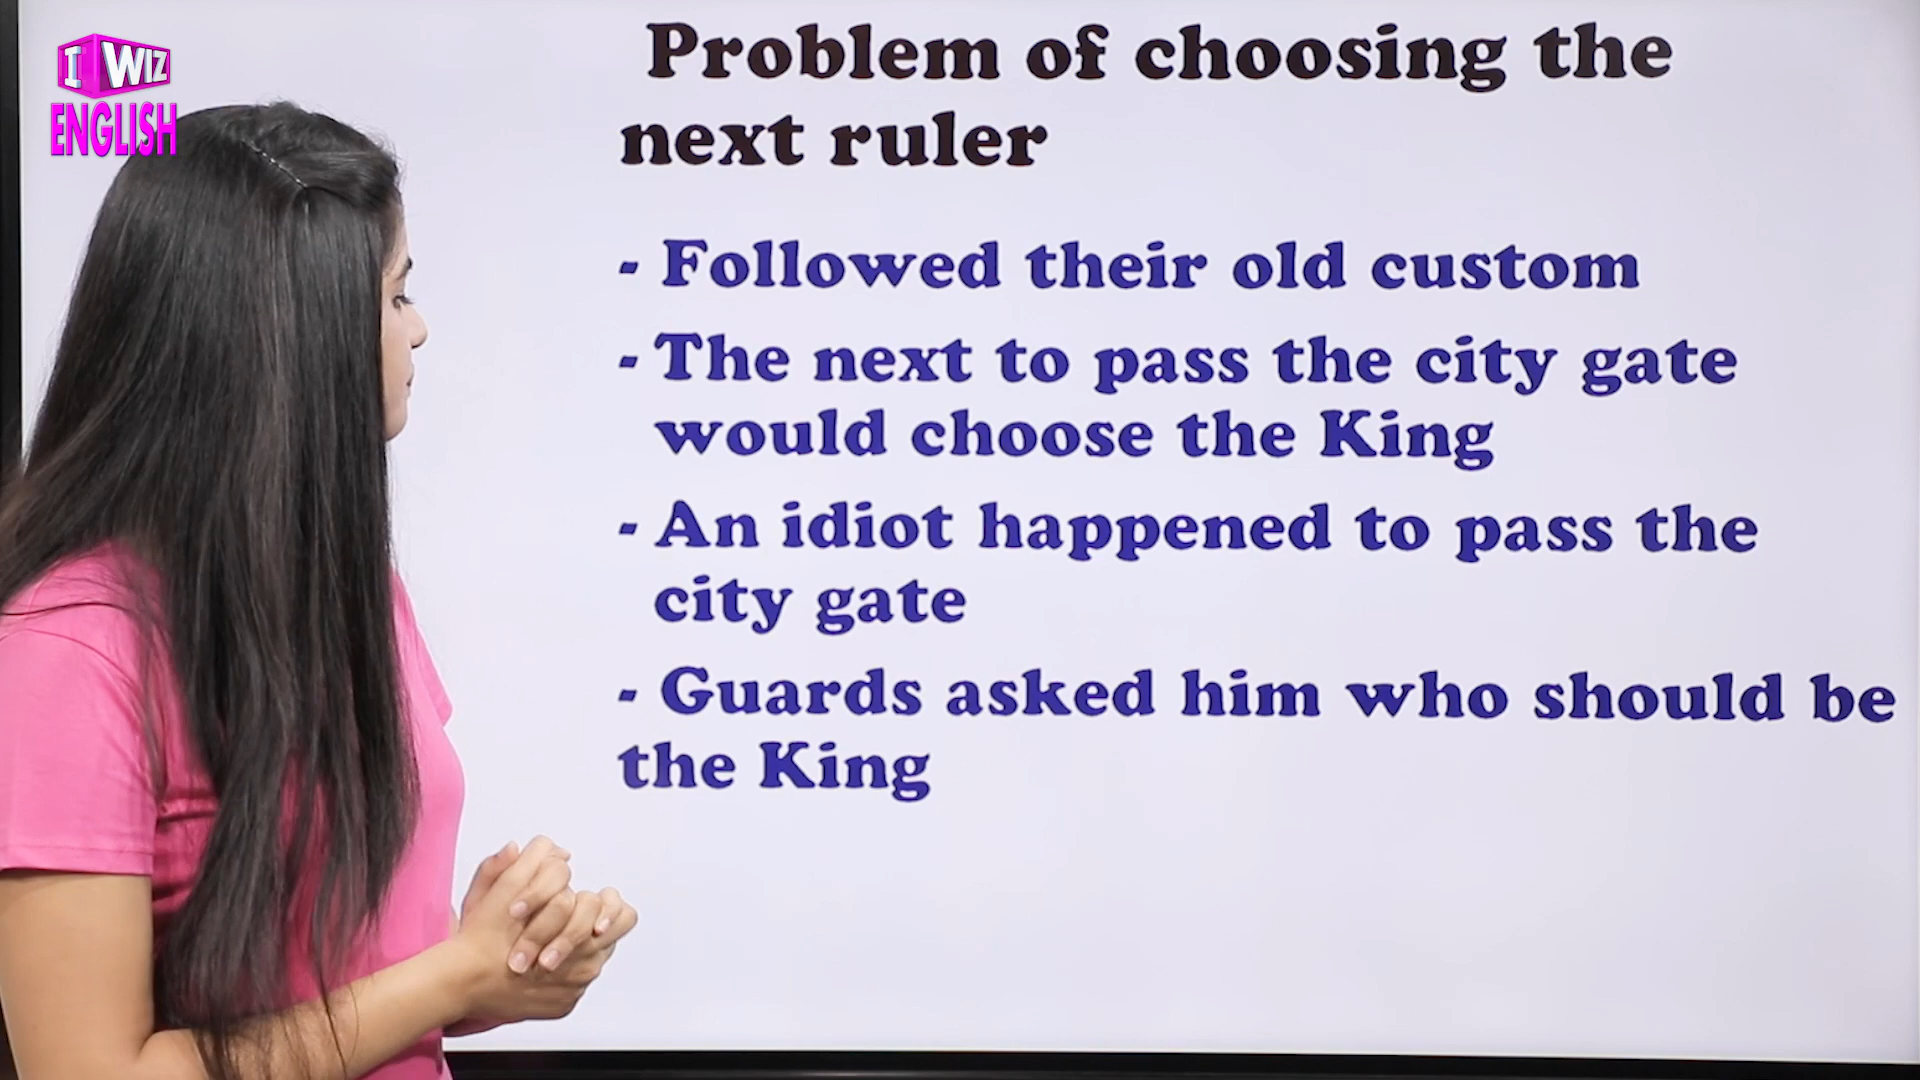 I WIZ
ENGLISH
Problem of choosing the
next ruler
- Followed their old custom
- The next to pass the city gate
would choose the King
- An idiot happened to pass the
city gate
- Guards asked him who should be
the King